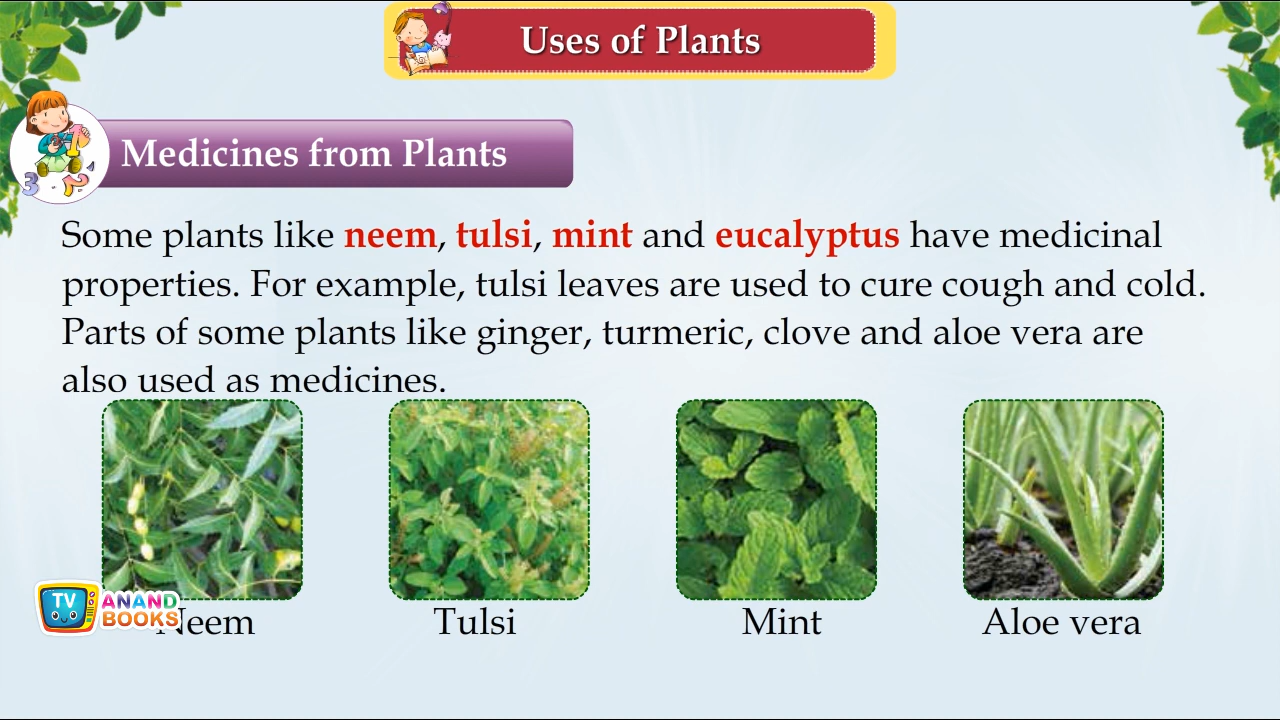 Uses of Plants
Medicines from Plants
Some plants like neem, tulsi, mint and eucalyptus have medicinal
properties. For example, tulsi leaves are used to cure cough and cold.
Parts of some plants like ginger, turmeric, clove and aloe vera are
also used as medicines.
TV ANAND
BOOKS
Neem Tulsi Mint Aloe vera